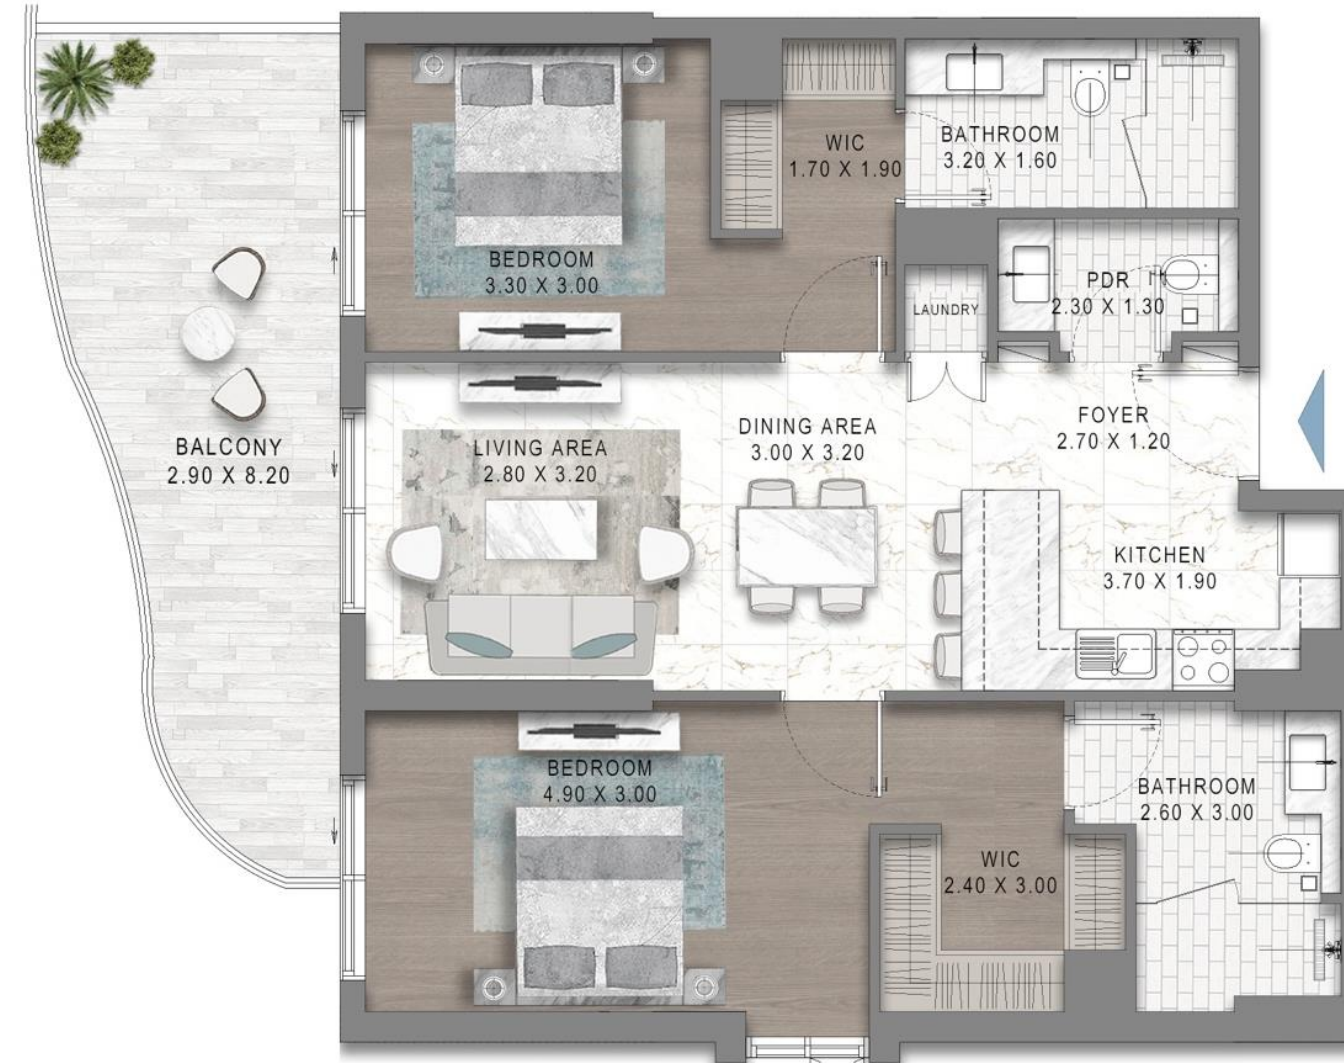 WIC
1.70 X 1.90
BATHROOM
3.20 X 1.60
BEDROOM
3.30 X 3.00
PDR
2.30 X 1.30
LAUNDRY
BALCONY
2.90 X 8.20
LIVING AREA
2.80 X 3.20
DINING AREA
3.00 X 3.20
FOYER
2.70 X 1.20
KITCHEN
3.70 X 1.90
BEDROOM
4.90 X 3.00
BATHROOM
2.60 X 3.00
WIC
2.40 X 3.00